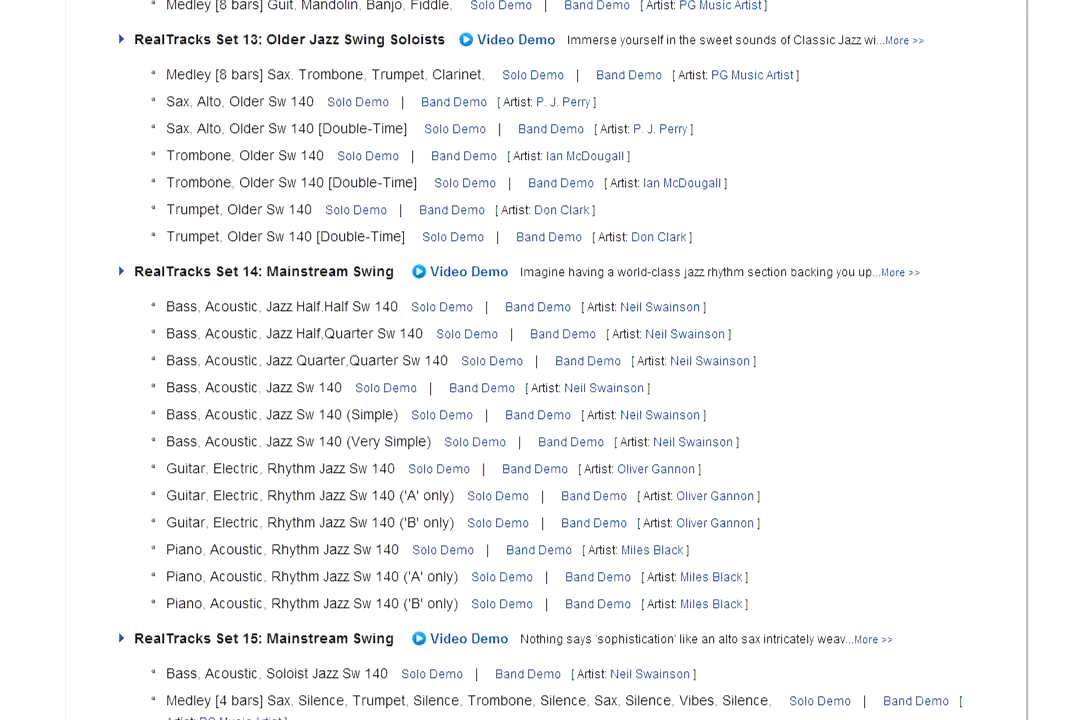 Medley [8 bars] Guit, Mandolin, Banjo, Fiddle, Solo Demo | Band Demo [ Artist: PG Music Artist ]
RealTracks Set 13: Older Jazz Swing Soloists Video Demo Immerse yourself in the sweet sounds of Classic Jazz wi...More >>
Medley [8 bars] Sax, Trombone, Trumpet, Clarinet, Solo Demo | Band Demo [ Artist: PG Music Artist ]
Sax, Alto, Older Sw 140 Solo Demo | Band Demo [ Artist: P. J. Perry ]
Sax, Alto, Older Sw 140 [Double-Time] Solo Demo | Band Demo [ Artist: P. J. Perry ]
Trombone, Older Sw 140 Solo Demo | Band Demo [ Artist: Ian McDougall ]
Trombone, Older Sw 140 [Double-Time] Solo Demo | Band Demo [ Artist: Ian McDougall ]
Trumpet, Older Sw 140 Solo Demo | Band Demo [ Artist: Don Clark ]
Trumpet, Older Sw 140 [Double-Time] Solo Demo | Band Demo [ Artist: Don Clark ]
RealTracks Set 14: Mainstream Swing Video Demo Imagine having a world-class jazz rhythm section backing you up...More >>
Bass, Acoustic, Jazz Half,Half Sw 140 Solo Demo | Band Demo [ Artist: Neil Swainson ]
Bass, Acoustic, Jazz Half,Quarter Sw 140 Solo Demo | Band Demo [ Artist: Neil Swainson ]
Bass, Acoustic, Jazz Quarter,Quarter Sw 140 Solo Demo | Band Demo [ Artist: Neil Swainson ]
Bass, Acoustic, Jazz Sw 140 Solo Demo | Band Demo [ Artist: Neil Swainson ]
Bass, Acoustic, Jazz Sw 140 (Simple) Solo Demo | Band Demo [ Artist: Neil Swainson ]
Bass, Acoustic, Jazz Sw 140 (Very Simple) Solo Demo | Band Demo [ Artist: Neil Swainson ]
Guitar, Electric, Rhythm Jazz Sw 140 Solo Demo | Band Demo [ Artist: Oliver Gannon ]
Guitar, Electric, Rhythm Jazz Sw 140 ('A' only) Solo Demo | Band Demo [ Artist: Oliver Gannon ]
Guitar, Electric, Rhythm Jazz Sw 140 ('B' only) Solo Demo | Band Demo [ Artist: Oliver Gannon ]
Piano, Acoustic, Rhythm Jazz Sw 140 Solo Demo | Band Demo [ Artist: Miles Black ]
Piano, Acoustic, Rhythm Jazz Sw 140 ('A' only) Solo Demo | Band Demo [ Artist: Miles Black ]
Piano, Acoustic, Rhythm Jazz Sw 140 ('B' only) Solo Demo | Band Demo [ Artist: Miles Black ]
RealTracks Set 15: Mainstream Swing Video Demo Nothing says 'sophistication' like an alto sax intricately weav...More >>
Bass, Acoustic, Soloist Jazz Sw 140 Solo Demo | Band Demo [ Artist: Neil Swainson ]
Medley [4 bars] Sax, Silence, Trumpet, Silence, Trombone, Silence, Sax, Silence, Vibes, Silence, Solo Demo | Band Demo [
Artist: PG Music Artist ]